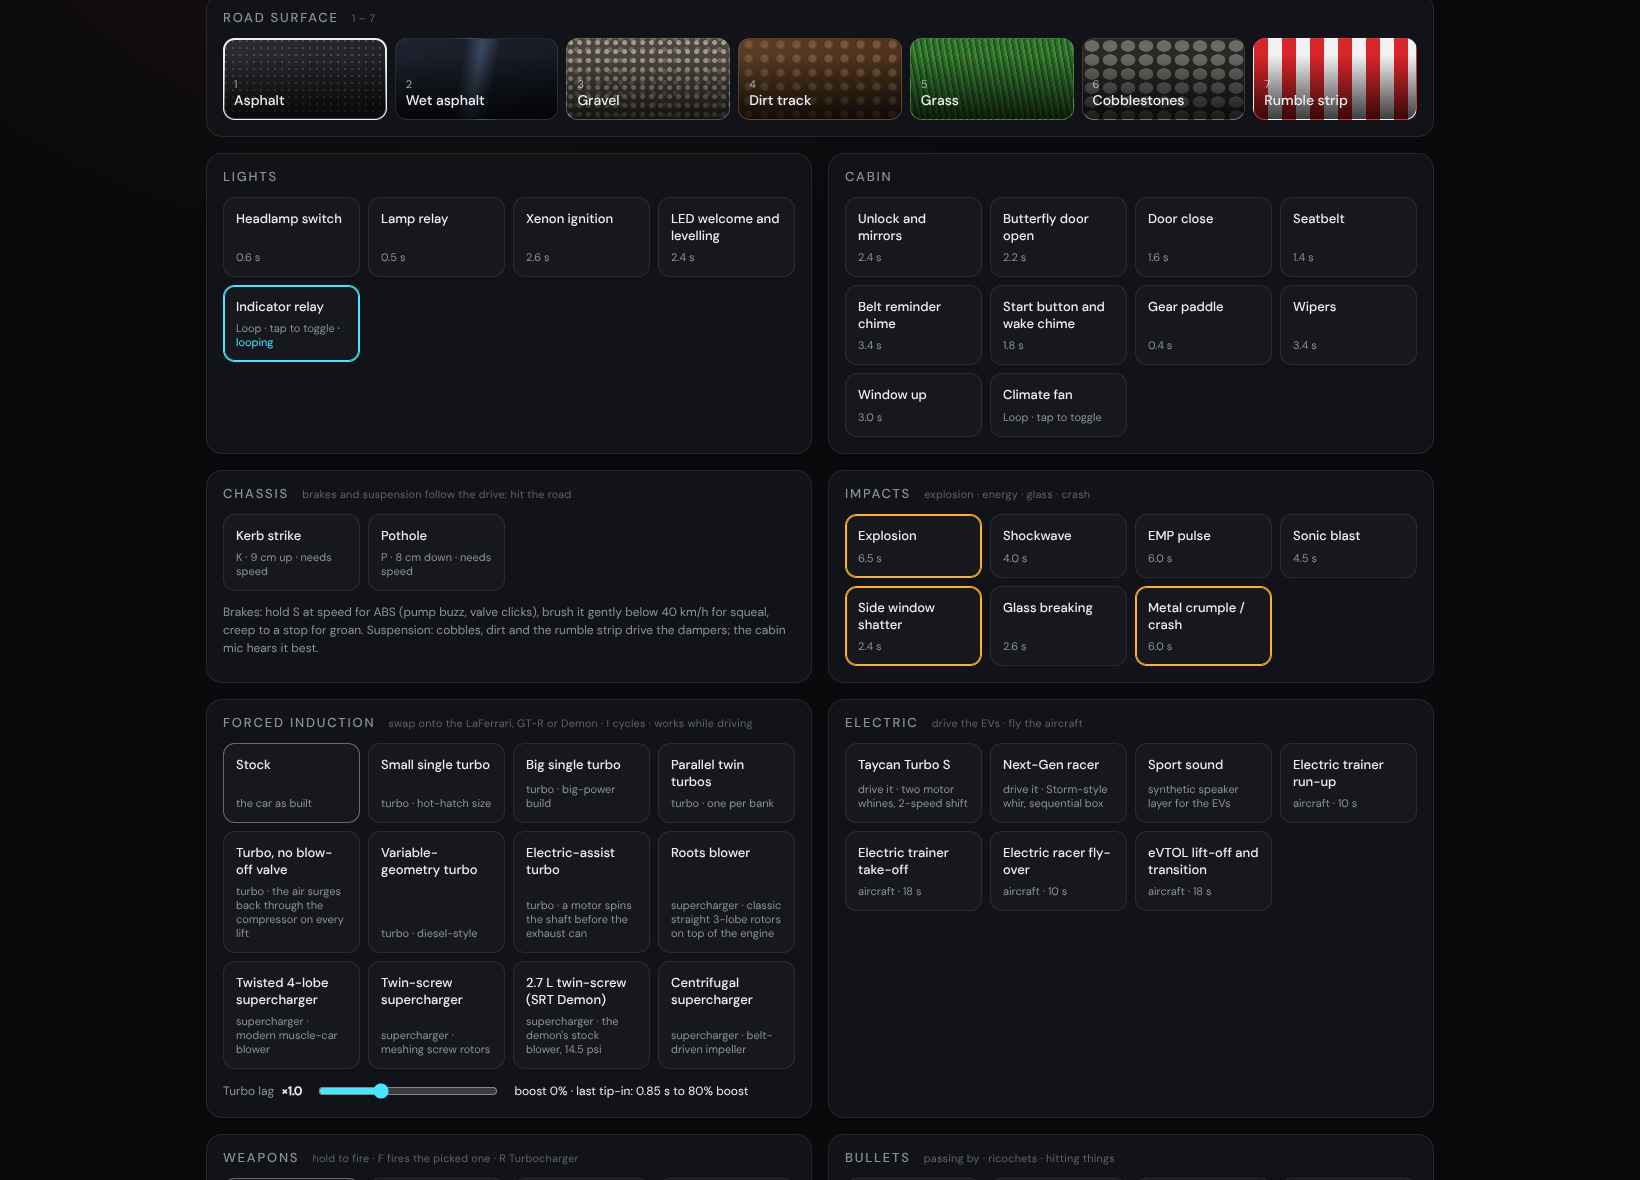 ROAD SURFACE 1 – 7
1
Asphalt
2
Wet asphalt
3
Gravel
4
Dirt track
5
Grass
6
Cobblestones
7
Rumble strip
LIGHTS
Headlamp switch
0.6 s
Lamp relay
0.5 s
Xenon ignition
2.6 s
LED welcome and
levelling
2.4 s
Indicator relay
Loop · tap to toggle ·
looping
CABIN
Unlock and
mirrors
2.4 s
Butterfly door
open
2.2 s
Door close
1.6 s
Seatbelt
1.4 s
Belt reminder
chime
3.4 s
Start button and
wake chime
1.8 s
Gear paddle
0.4 s
Wipers
3.4 s
Window up
3.0 s
Climate fan
Loop · tap to toggle
CHASSIS brakes and suspension follow the drive; hit the road
Kerb strike
K · 9 cm up · needs
speed
Pothole
P · 8 cm down · needs
speed
Brakes: hold S at speed for ABS (pump buzz, valve clicks), brush it gently below 40 km/h for squeal,
creep to a stop for groan. Suspension: cobbles, dirt and the rumble strip drive the dampers; the cabin
mic hears it best.
IMPACTS explosion · energy · glass · crash
Explosion
6.5 s
Shockwave
4.0 s
EMP pulse
6.0 s
Sonic blast
4.5 s
Side window
shatter
2.4 s
Glass breaking
2.6 s
Metal crumple /
crash
6.0 s
FORCED INDUCTION swap onto the LaFerrari, GT-R or Demon · I cycles · works while driving
Stock
the car as built
Small single turbo
turbo · hot-hatch size
Big single turbo
turbo · big-power
build
Parallel twin
turbos
turbo · one per bank
Turbo, no blow-
off valve
turbo · the air surges
back through the
compressor on every
lift
Variable-
geometry turbo
turbo · diesel-style
Electric-assist
turbo
turbo · a motor spins
the shaft before the
exhaust can
Roots blower
supercharger · classic
straight 3-lobe rotors
on top of the engine
Twisted 4-lobe
supercharger
supercharger ·
modern muscle-car
blower
Twin-screw
supercharger
supercharger ·
meshing screw rotors
2.7 L twin-screw
(SRT Demon)
supercharger · the
demon's stock
blower, 14.5 psi
Centrifugal
supercharger
supercharger · belt-
driven impeller
Turbo lag ×1.0 boost 0% · last tip-in: 0.85 s to 80% boost
ELECTRIC drive the EVs · fly the aircraft
Taycan Turbo S
drive it · two motor
whines, 2-speed shift
Next-Gen racer
drive it · Storm-style
whir, sequential box
Sport sound
synthetic speaker
layer for the EVs
Electric trainer
run-up
aircraft · 10 s
Electric trainer
take-off
aircraft · 18 s
Electric racer fly-
over
aircraft · 10 s
eVTOL lift-off and
transition
aircraft · 18 s
WEAPONS hold to fire · F fires the picked one · R Turbocharger
BULLETS passing by · ricochets · hitting things